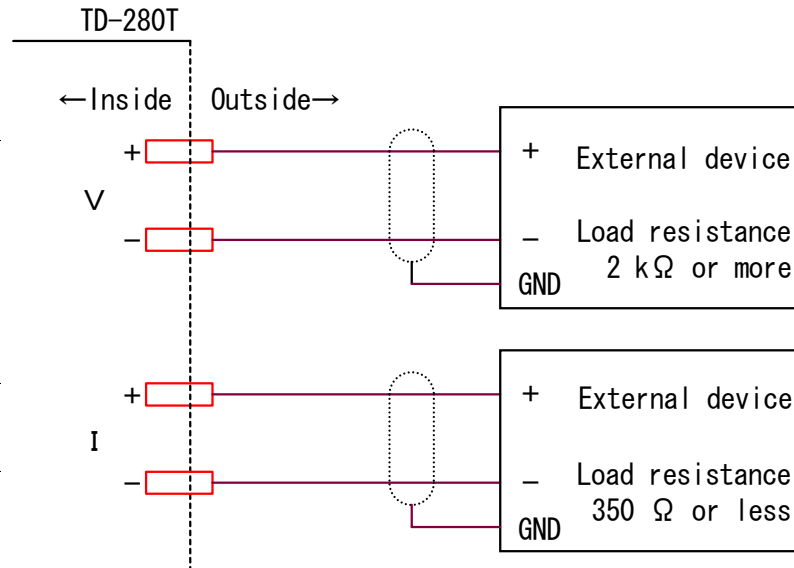 TD-280T
←Inside Outside→
+
V
−
+ External device
− Load resistance
2 kΩ or more
GND
+
I
−
+ External device
− Load resistance
350 Ω or less
GND